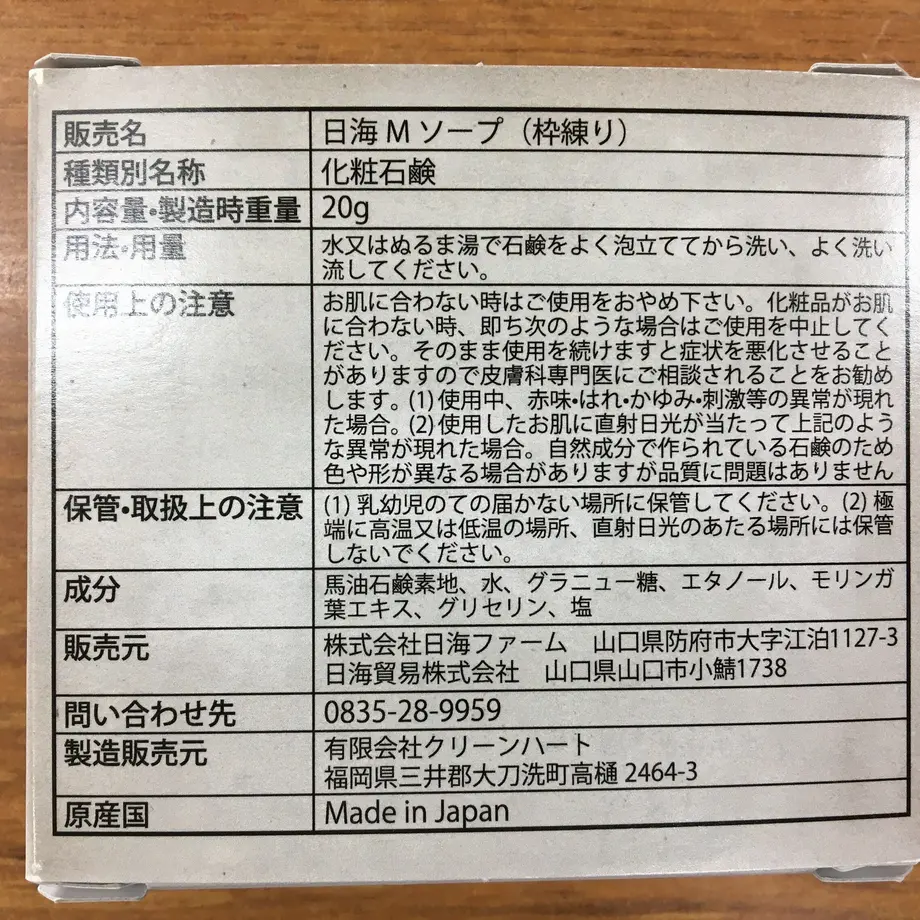 販売名 日海Mソープ（枠練り）
種類別名称 化粧石鹸
内容量・製造時重量 20g
用法・用量 水又はぬるま湯で石鹸をよく泡立ててから洗い、よく洗い
流してください。
使用上の注意 お肌に合わない時はご使用をおやめ下さい。化粧品がお肌
に合わない時、即ち次のような場合はご使用を中止してく
ださい。そのまま使用を続けますと症状を悪化させること
がありますので皮膚科専門医にご相談されることをお勧め
します。(1)使用中、赤味・はれ・かゆみ・刺激等の異常が現れ
た場合。(2)使用したお肌に直射日光が当たって上記のよう
な異常が現れた場合。自然成分で作られている石鹸のため
色や形が異なる場合がありますが品質に問題はありません
保管・取扱上の注意 (1) 乳幼児のての届かない場所に保管してください。(2) 極
端に高温又は低温の場所、直射日光のあたる場所には保管
しないでください。
成分 馬油石鹸素地、水、グラニュー糖、エタノール、モリンガ
葉エキス、グリセリン、塩
販売元 株式会社日海ファーム 山口県防府市大字江泊1127-3
日海貿易株式会社 山口県山口市小鯖1738
問い合わせ先 0835-28-9959
製造販売元 有限会社クリーンハート
福岡県三井郡大刀洗町高樋 2464-3
原産国 Made in Japan